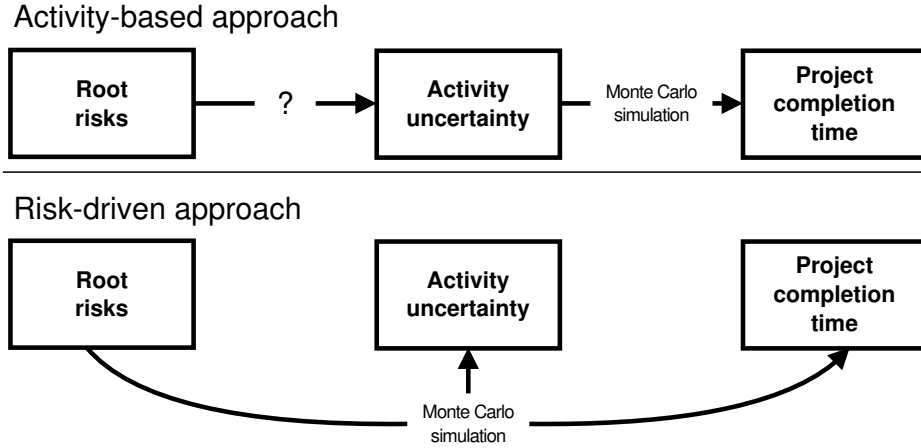 Activity-based approach
Root
risks
?
Activity
uncertainty
Monte Carlo
simulation
Project
completion
time
Risk-driven approach
Root
risks
Activity
uncertainty
Project
completion
time
Monte Carlo
simulation